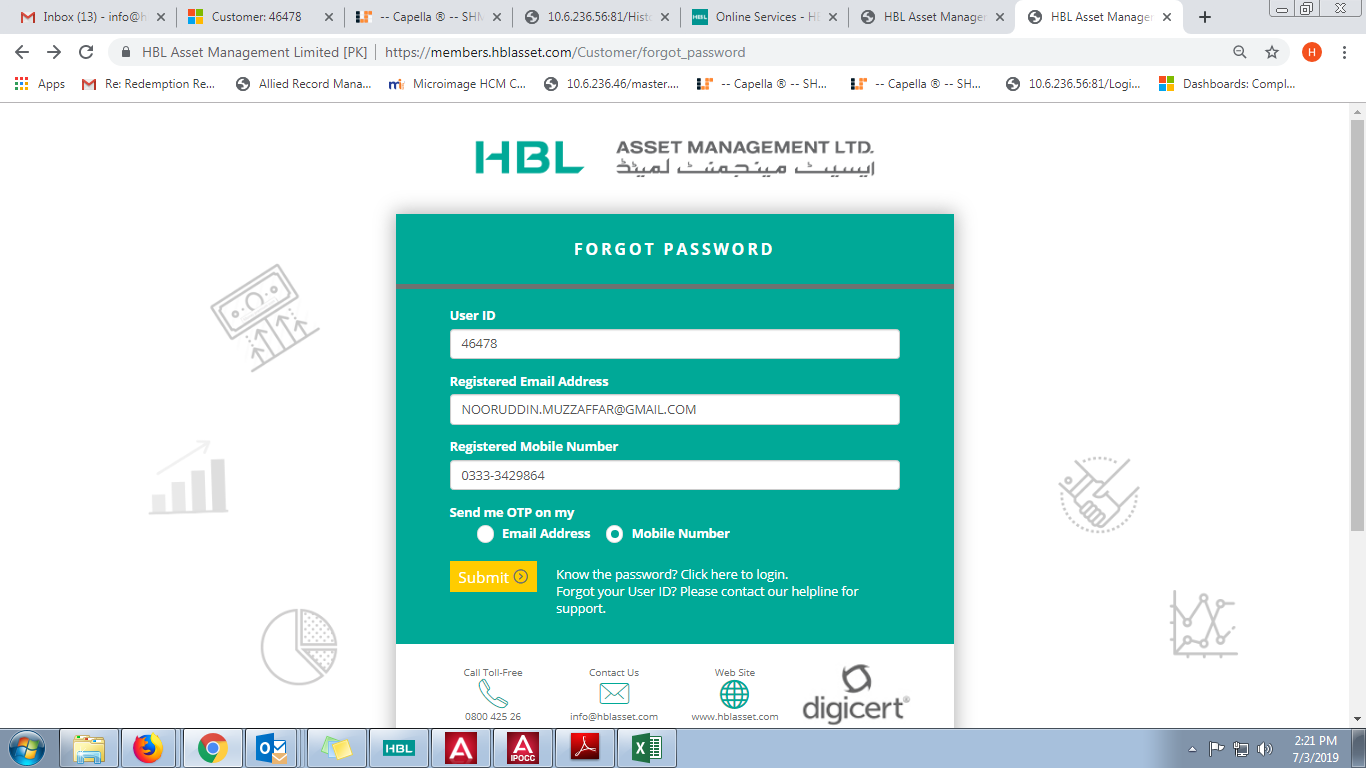 Inbox (13) - info@h
Customer: 46478
-- Capella ® -- SHM
10.6.236.56:81/Hist
Online Services - HB
HBL Asset Manager
HBL Asset Manager
HBL Asset Management Limited [PK]
https://members.hblasset.com/Customer/forgot_password
H
Apps
Re: Redemption Re...
Allied Record Mana...
Microimage HCM C...
10.6.236.46/master....
-- Capella ® -- SH...
-- Capella ® -- SH...
10.6.236.56:81/Logi...
Dashboards: Compl...
HBL ASSET MANAGEMENT LTD.
ایسیٹ مینجمنٹ لمیٹڈ
FORGOT PASSWORD
User ID
46478
Registered Email Address
NOORUDDIN.MUZZAFFAR@GMAIL.COM
Registered Mobile Number
0333-3429864
Send me OTP on my
Email Address Mobile Number
Submit
Know the password? Click here to login.
Forgot your User ID? Please contact our helpline for
support.
Call Toll-Free
0800 425 26
Contact Us
info@hblasset.com
Web Site
www.hblasset.com
digicert®
HBL
IPOCC
2:21 PM
7/3/2019